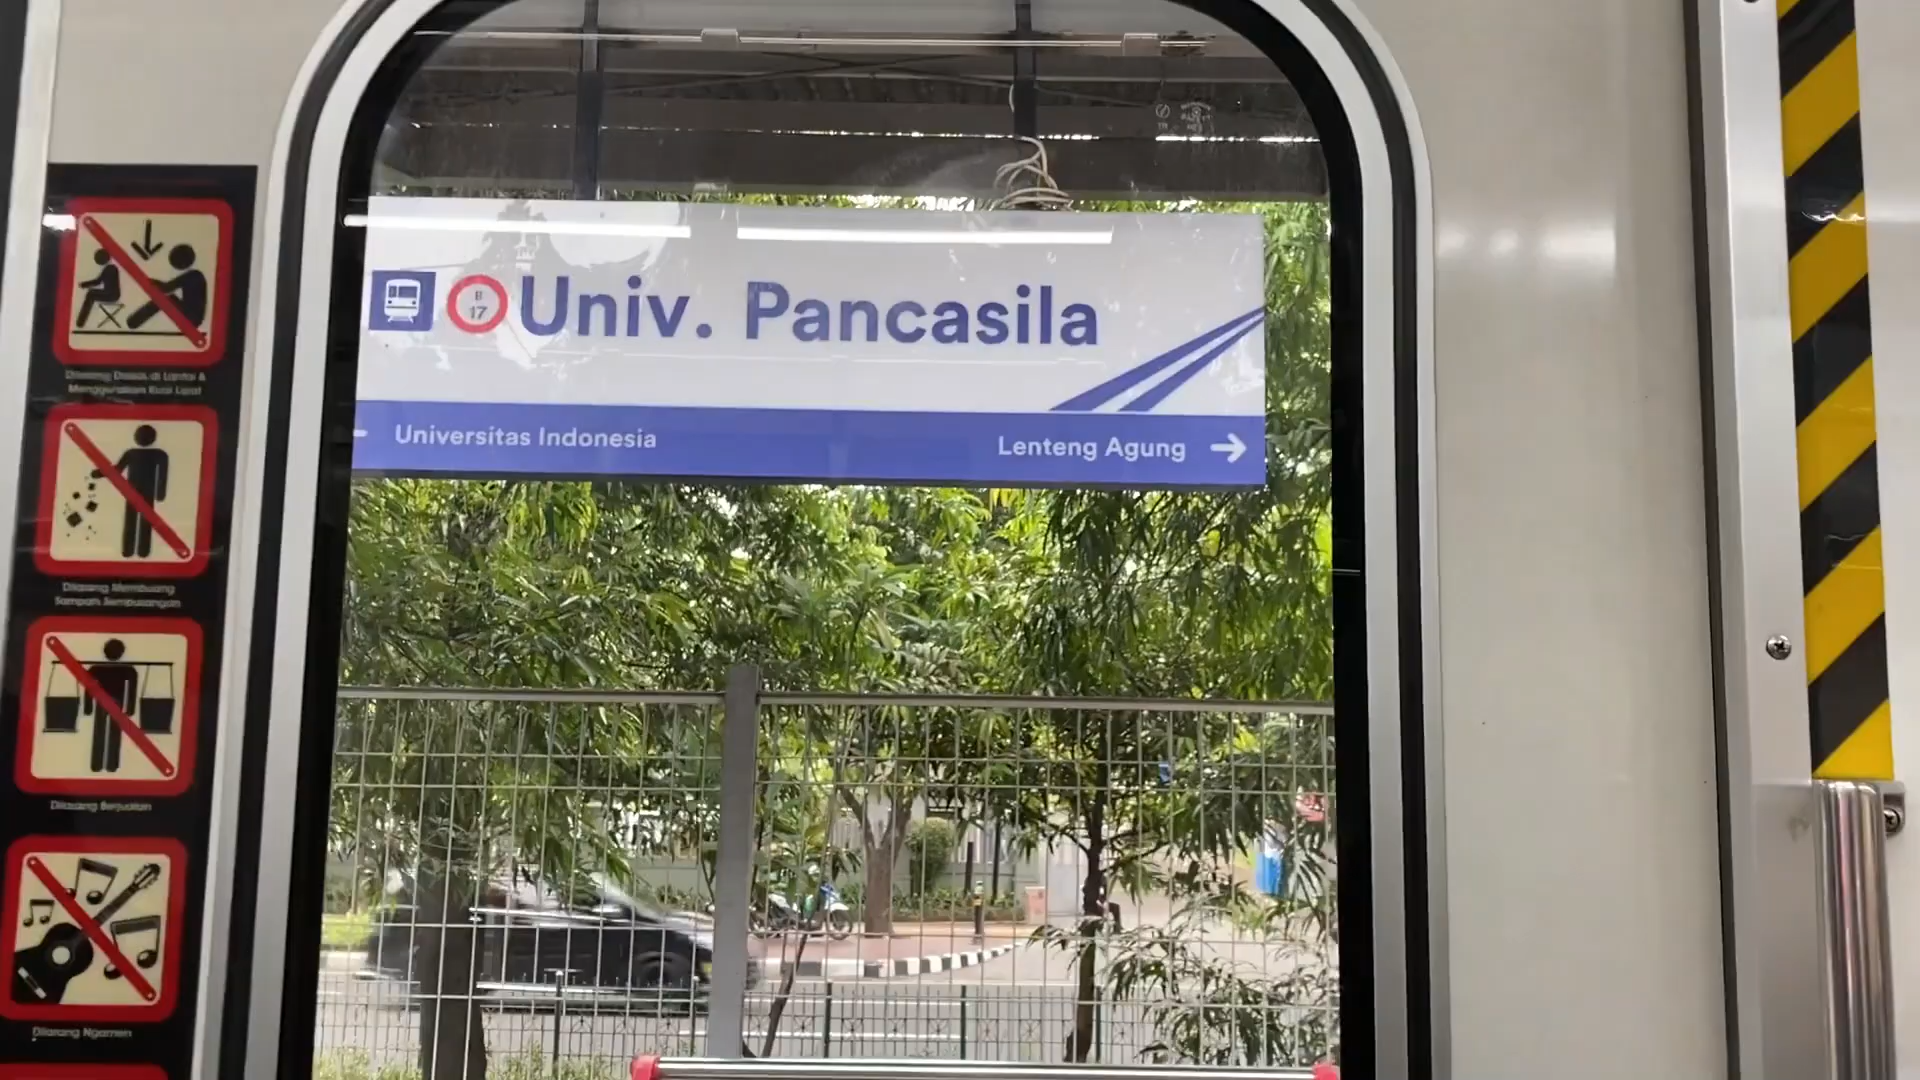 B
17
Univ. Pancasila
Universitas Indonesia
Lenteng Agung →
Dilarang Duduk di Lantai &
Menggunakan Kursi Lipat
Dilarang Membuang
Sampah Sembarangan
Dilarang Berjualan
Dilarang Ngamen